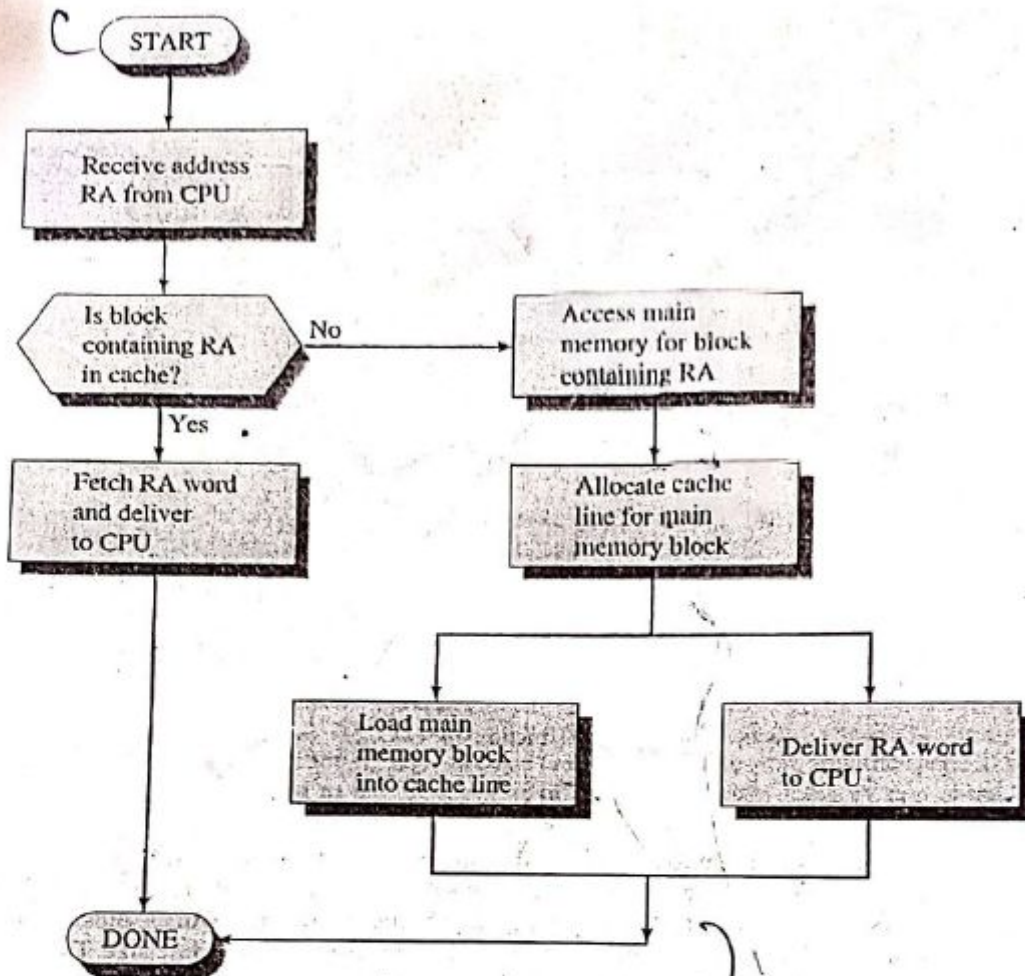 START
Receive address
RA from CPU
Is block
containing RA
in cache?
No
Yes
Access main
memory for block
containing RA
Fetch RA word
and deliver
to CPU
Allocate cache
line for main
memory block
Load main
memory block
into cache line
Deliver RA word
to CPU
DONE